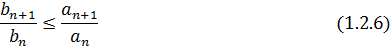 b_{n+1}/b_n ≤ a_{n+1}/a_n (1.2.6)